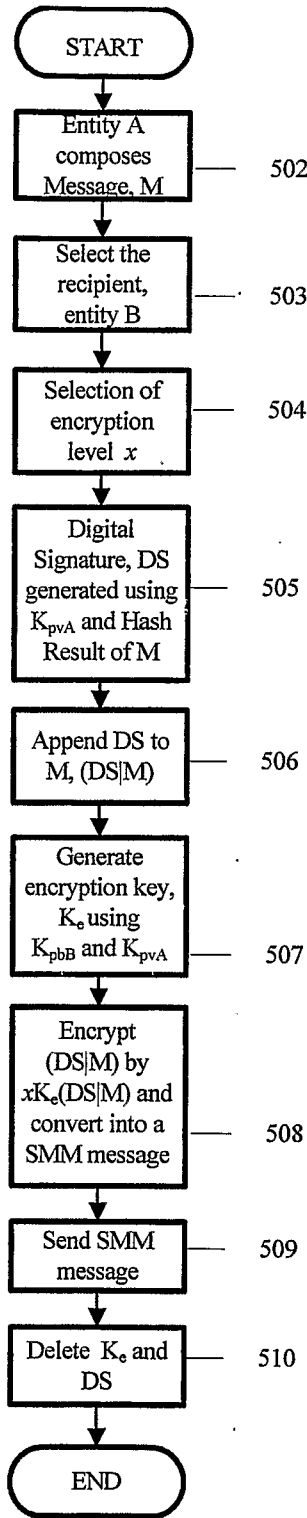 START
Entity A
composes
Message, M
502
Select the
recipient,
entity B
503
Selection of
encryption
level x
504
Digital
Signature, DS
generated using
KpvA and Hash
Result of M
505
Append DS to
M, (DS|M)
506
Generate
encryption key,
Ke using
KpbB and KpvA
507
Encrypt
(DS|M) by
xKe(DS|M) and
convert into a
SMM message
508
Send SMM
message
509
Delete Ke and
DS
510
END